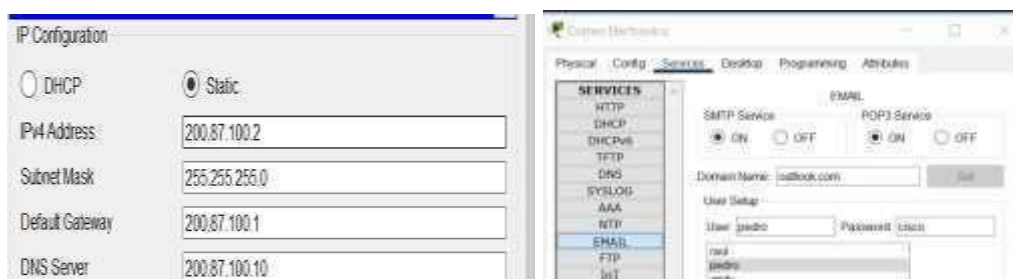 IP Configuration
DHCP
Static
IPv4 Address
200.87.100.2
Subnet Mask
255.255.255.0
Default Gateway
200.87.100.1
DNS Server
200.87.100.10
Correo Electronico
Physical Config Services Desktop Programming Attributes
SERVICES
HTTP
DHCP
DHCPv6
TFTP
DNS
SYSLOG
AAA
NTP
EMAIL
FTP
IoT
EMAIL
SMTP Service
ON OFF
POP3 Service
ON OFF
Domain Name: outlook.com
Set
User Setup
User pedro Password cisco
raul
pedro